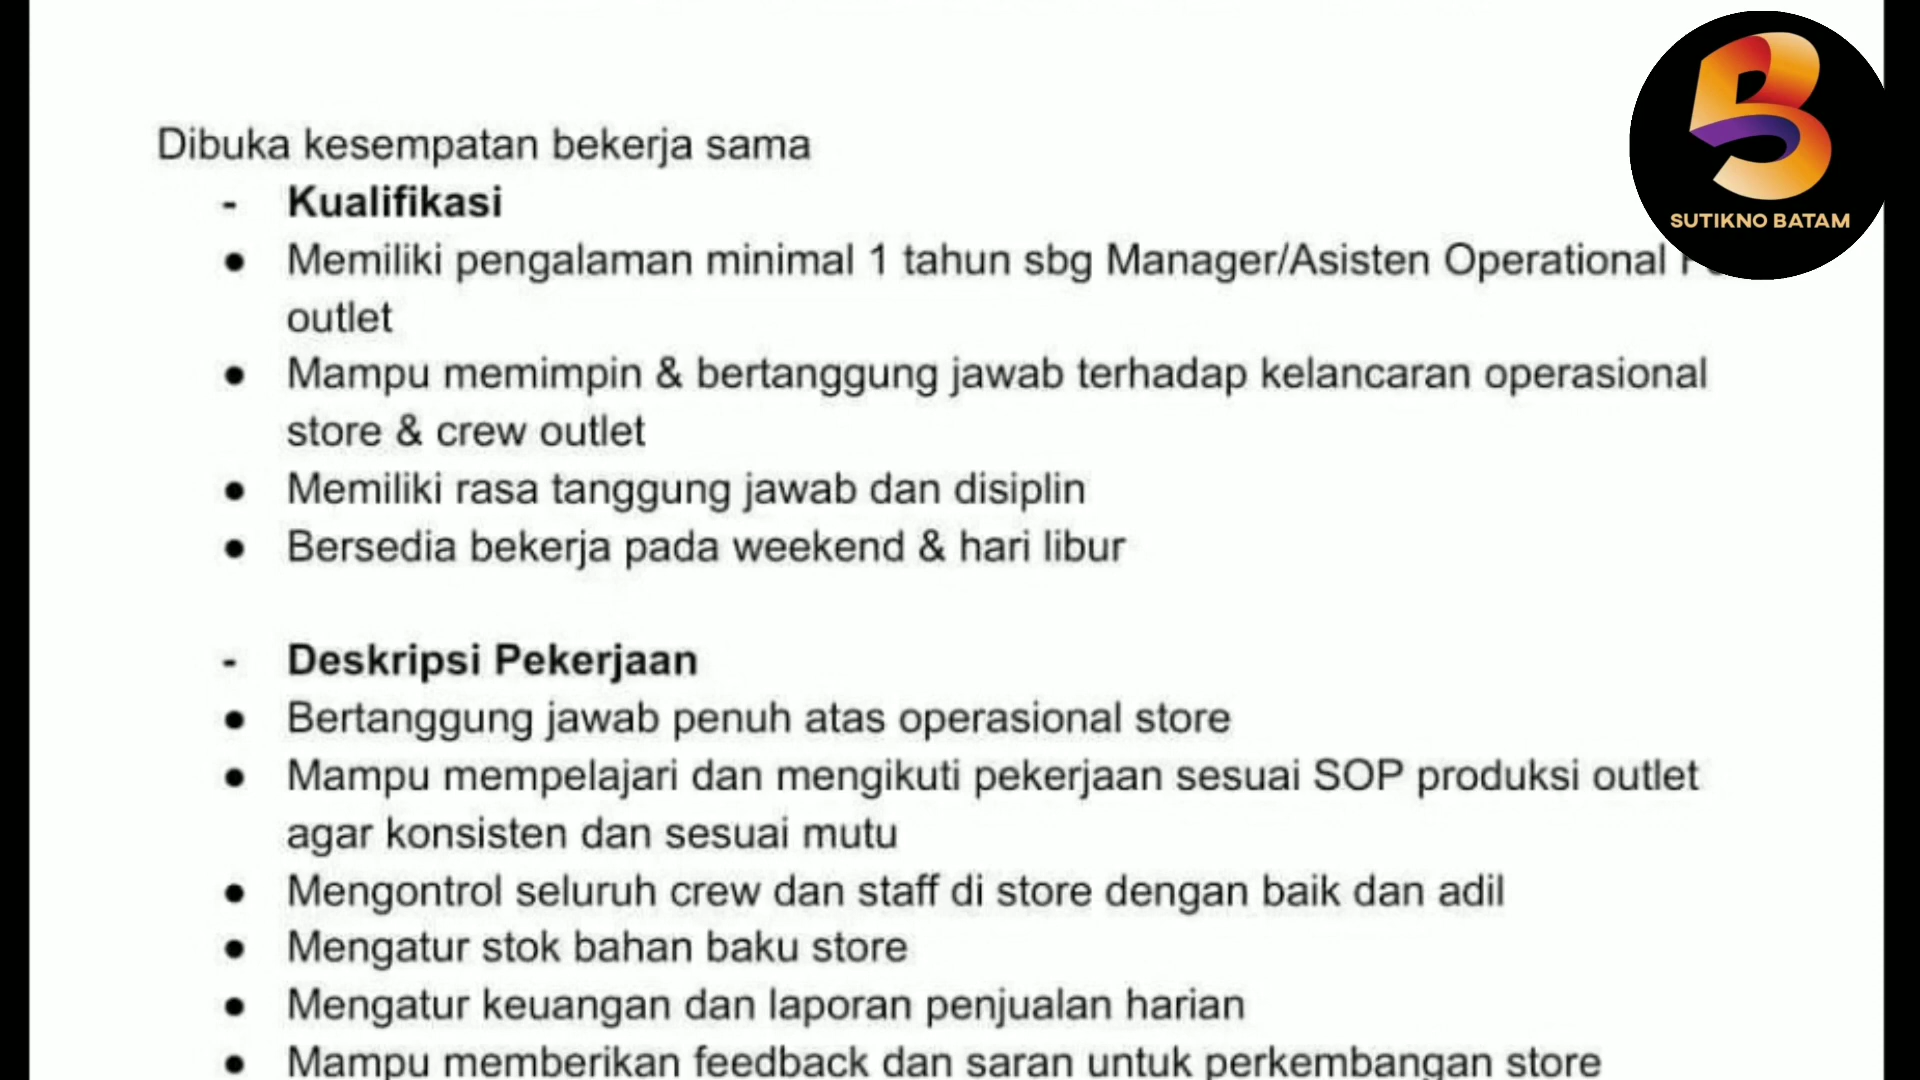 Dibuka kesempatan bekerja sama
- Kualifikasi
● Memiliki pengalaman minimal 1 tahun sbg Manager/Asisten Operational
outlet
● Mampu memimpin & bertanggung jawab terhadap kelancaran operasional
store & crew outlet
● Memiliki rasa tanggung jawab dan disiplin
● Bersedia bekerja pada weekend & hari libur
- Deskripsi Pekerjaan
● Bertanggung jawab penuh atas operasional store
● Mampu mempelajari dan mengikuti pekerjaan sesuai SOP produksi outlet
agar konsisten dan sesuai mutu
● Mengontrol seluruh crew dan staff di store dengan baik dan adil
● Mengatur stok bahan baku store
● Mengatur keuangan dan laporan penjualan harian
● Mampu memberikan feedback dan saran untuk perkembangan store
SUTIKNO BATAM